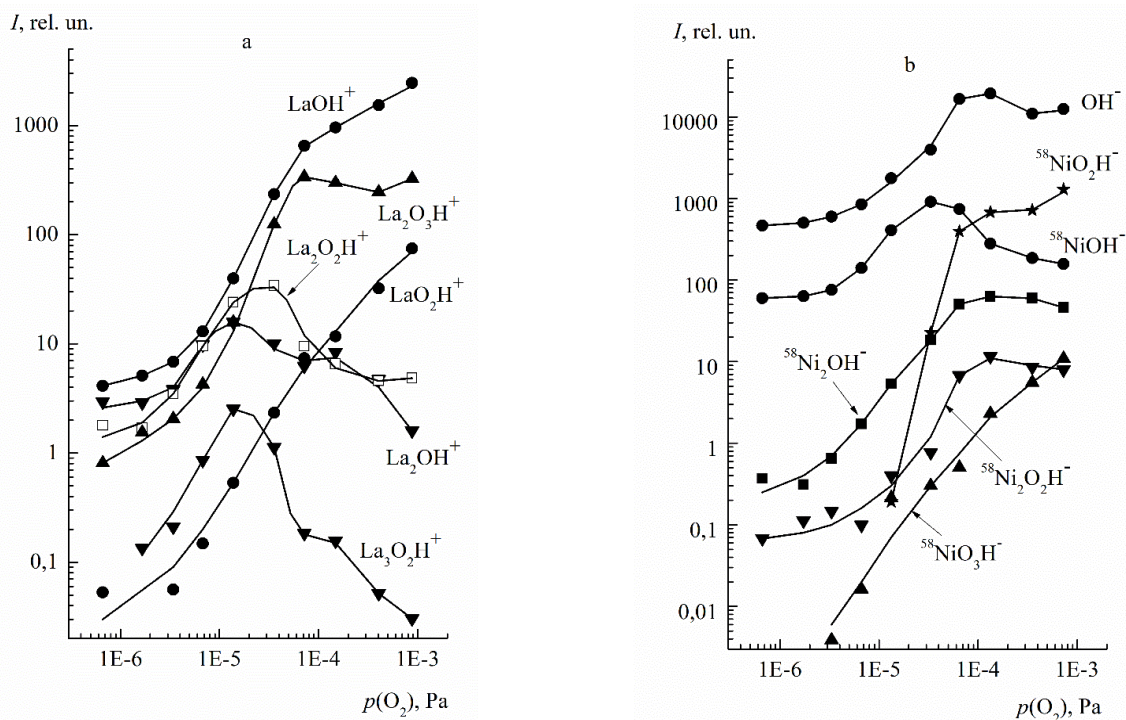 I, rel. un.
a
1000
100
10
1
0,1
LaOH⁺
La₂O₃H⁺
La₂O₂H⁺
LaO₂H⁺
La₂OH⁺
La₃O₂H⁺
1E-6 1E-5 1E-4 1E-3
p(O₂), Pa
I, rel. un.
b
10000
1000
100
10
1
0,1
0,01
OH⁻
⁵⁸NiO₂H⁻
⁵⁸NiOH⁻
⁵⁸Ni₂OH⁻
⁵⁸Ni₂O₂H⁻
⁵⁸NiO₃H⁻
1E-6 1E-5 1E-4 1E-3
p(O₂), Pa